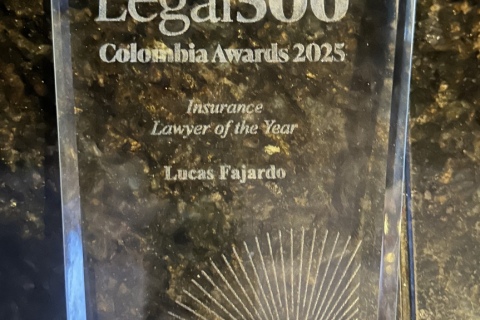 Legal500
Colombia Awards 2025
Insurance
Lawyer of the Year
Lucas Fajardo